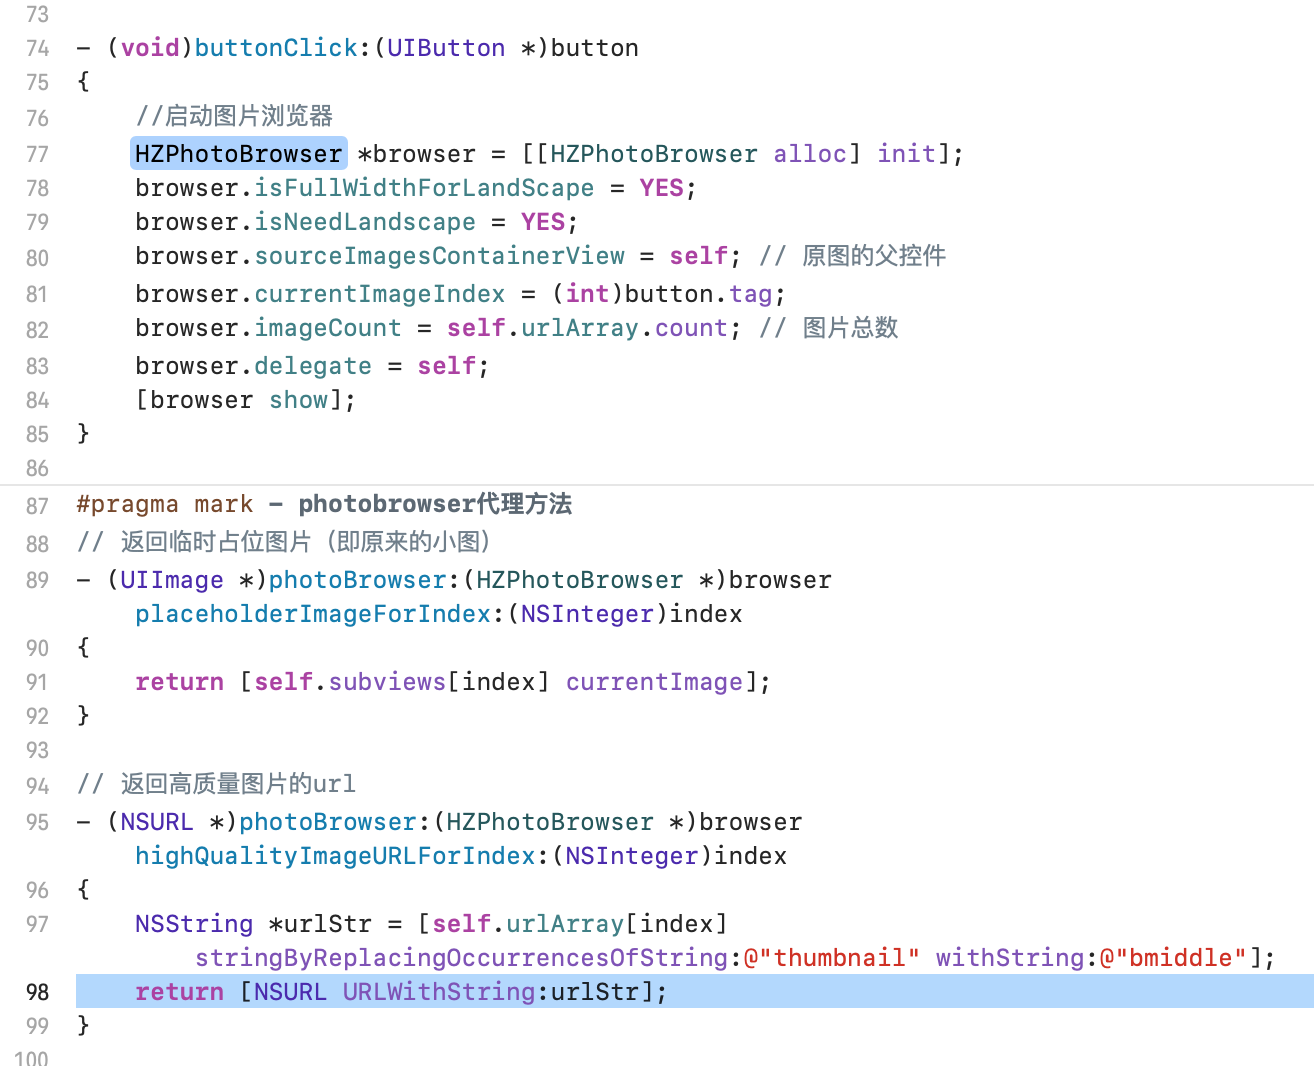 73
74 - (void)buttonClick:(UIButton *)button
75 {
76 //启动图片浏览器
77 HZPhotoBrowser *browser = [[HZPhotoBrowser alloc] init];
78 browser.isFullWidthForLandScape = YES;
79 browser.isNeedLandscape = YES;
80 browser.sourceImagesContainerView = self; // 原图的父控件
81 browser.currentImageIndex = (int)button.tag;
82 browser.imageCount = self.urlArray.count; // 图片总数
83 browser.delegate = self;
84 [browser show];
85 }
86
87 #pragma mark - photobrowser代理方法
88 // 返回临时占位图片（即原来的小图）
89 - (UIImage *)photoBrowser:(HZPhotoBrowser *)browser
placeholderImageForIndex:(NSInteger)index
90 {
91 return [self.subviews[index] currentImage];
92 }
93
94 // 返回高质量图片的url
95 - (NSURL *)photoBrowser:(HZPhotoBrowser *)browser
highQualityImageURLForIndex:(NSInteger)index
96 {
97 NSString *urlStr = [self.urlArray[index]
stringByReplacingOccurrencesOfString:@"thumbnail" withString:@"bmiddle"];
98 return [NSURL URLWithString:urlStr];
99 }
100